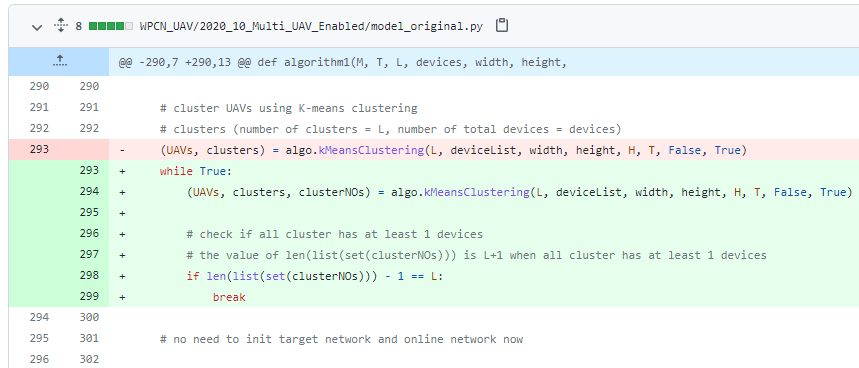 8 WPCN_UAV/2020_10_Multi_UAV_Enabled/model_original.py
@@ -290,7 +290,13 @@ def algorithm1(M, T, L, devices, width, height,
290 290
291 291 # cluster UAVs using K-means clustering
292 292 # clusters (number of clusters = L, number of total devices = devices)
293 - (UAVs, clusters) = algo.kMeansClustering(L, deviceList, width, height, H, T, False, True)
293 + while True:
294 + (UAVs, clusters, clusterNOs) = algo.kMeansClustering(L, deviceList, width, height, H, T, False, True)
295 +
296 + # check if all cluster has at least 1 devices
297 + # the value of len(list(set(clusterNOs))) is L+1 when all cluster has at least 1 devices
298 + if len(list(set(clusterNOs))) - 1 == L:
299 + break
294 300
295 301 # no need to init target network and online network now
296 302